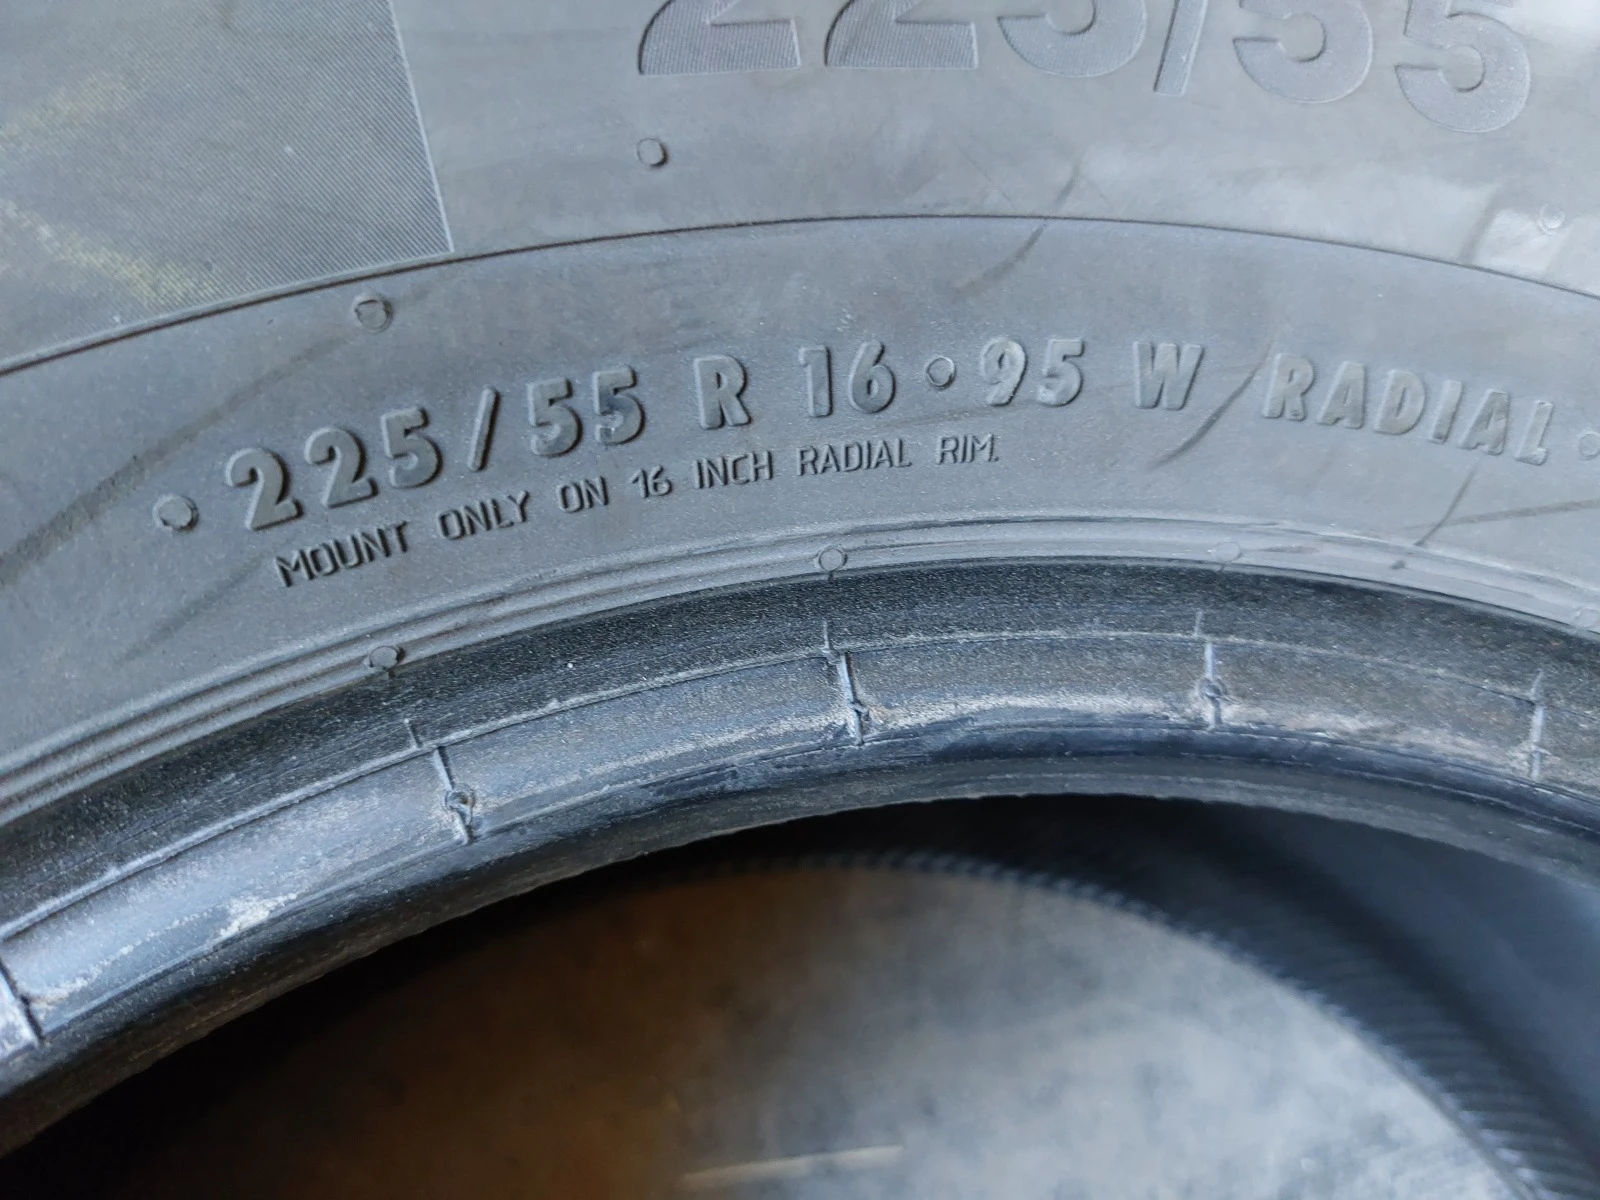 225/55
• 225/55 R 16 • 95 W RADIAL •
MOUNT ONLY ON 16 INCH RADIAL RIM.